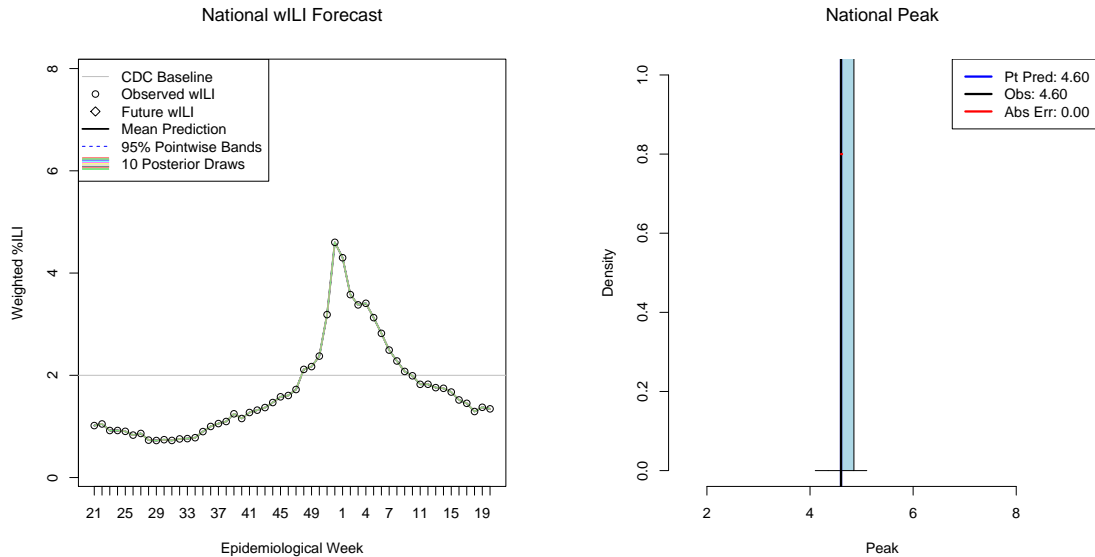 National wILI Forecast
CDC Baseline
Observed wILI
Future wILI
Mean Prediction
95% Pointwise Bands
10 Posterior Draws
8
6
4
2
0
Weighted %ILI
21 25 29 33 37 41 45 49 1 4 7 11 15 19
Epidemiological Week
National Peak
Pt Pred: 4.60
Obs: 4.60
Abs Err: 0.00
1.0
0.8
0.6
0.4
0.2
0.0
Density
2 4 6 8
Peak